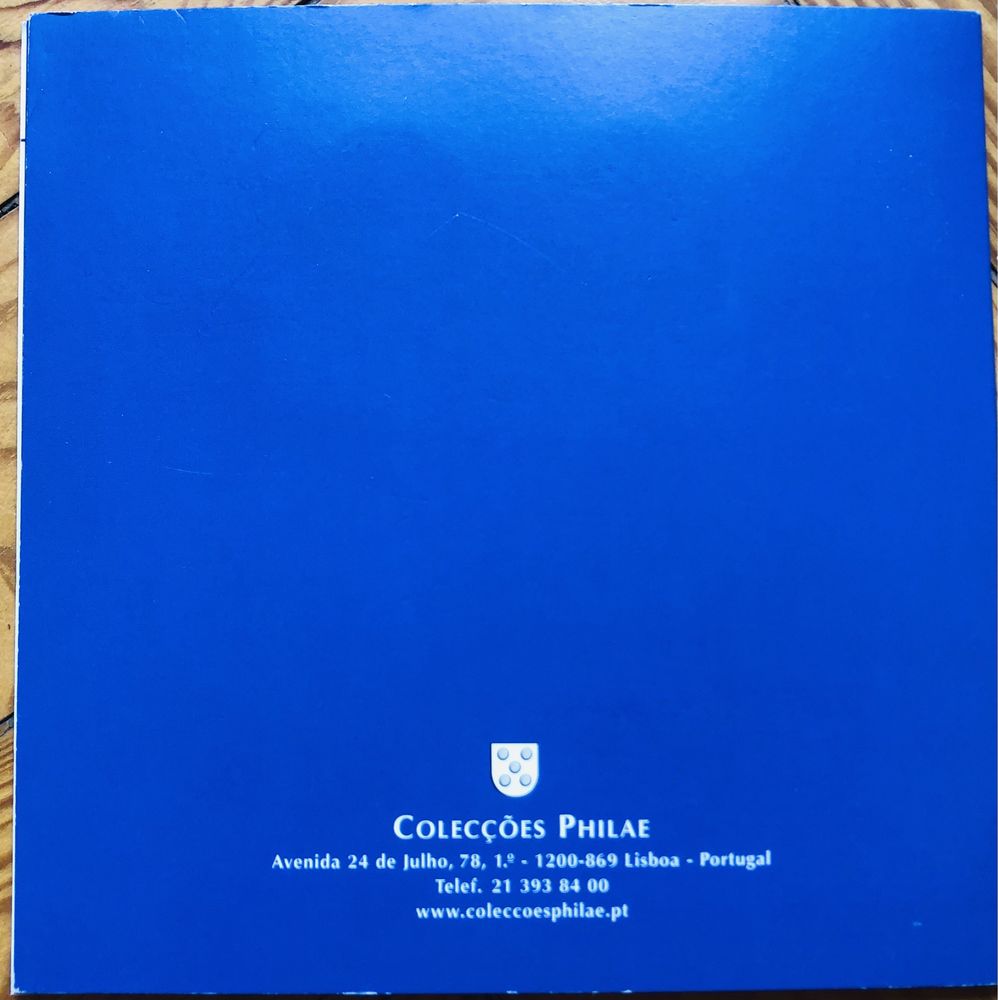 COLECÇÕES PHILAE
Avenida 24 de Julho, 78, 1.º - 1200-869 Lisboa - Portugal
Telef. 21 393 84 00
www.coleccoesphilae.pt